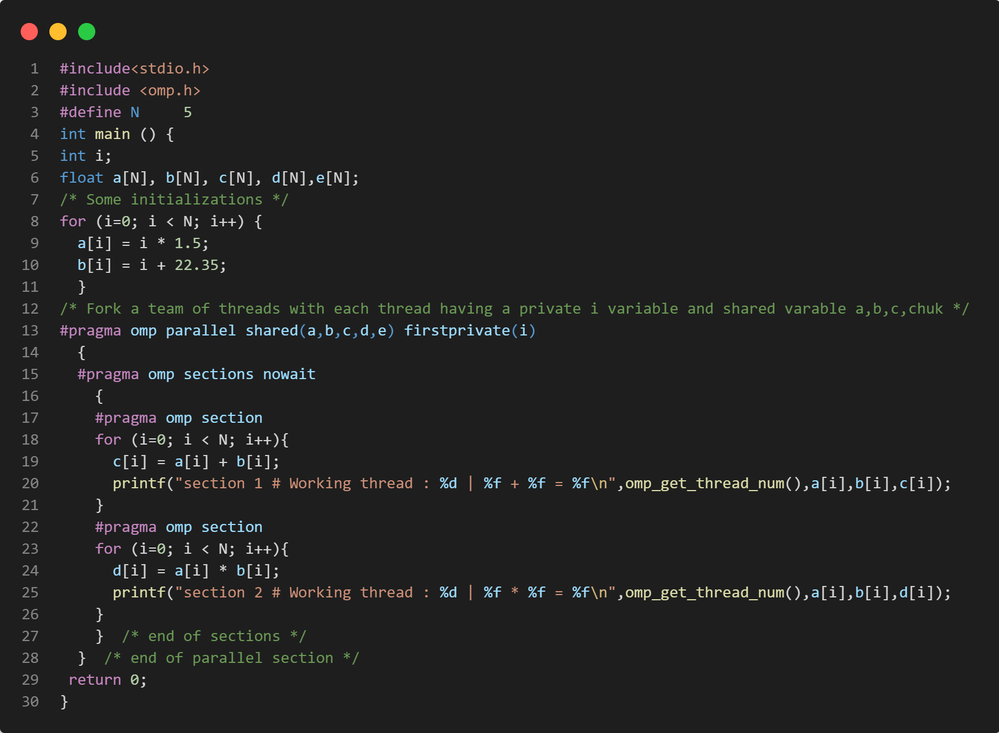 1 #include<stdio.h>
2 #include <omp.h>
3 #define N     5
4 int main () {
5 int i;
6 float a[N], b[N], c[N], d[N],e[N];
7 /* Some initializations */
8 for (i=0; i < N; i++) {
9   a[i] = i * 1.5;
10   b[i] = i + 22.35;
11   }
12 /* Fork a team of threads with each thread having a private i variable and shared varable a,b,c,chuk */
13 #pragma omp parallel shared(a,b,c,d,e) firstprivate(i)
14   {
15   #pragma omp sections nowait
16     {
17     #pragma omp section
18     for (i=0; i < N; i++){
19       c[i] = a[i] + b[i];
20       printf("section 1 # Working thread : %d | %f + %f = %f\n",omp_get_thread_num(),a[i],b[i],c[i]);
21     }
22     #pragma omp section
23     for (i=0; i < N; i++){
24       d[i] = a[i] * b[i];
25       printf("section 2 # Working thread : %d | %f * %f = %f\n",omp_get_thread_num(),a[i],b[i],d[i]);
26     }
27     }  /* end of sections */
28   }  /* end of parallel section */
29  return 0;
30 }